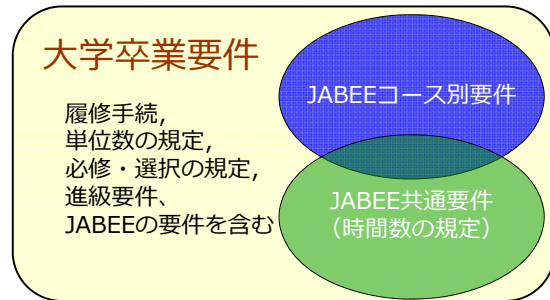 大学卒業要件
履修手続,
単位数の規定,
必修・選択の規定,
進級要件、
JABEEの要件を含む
JABEEコース別要件
JABEE共通要件
（時間数の規定）